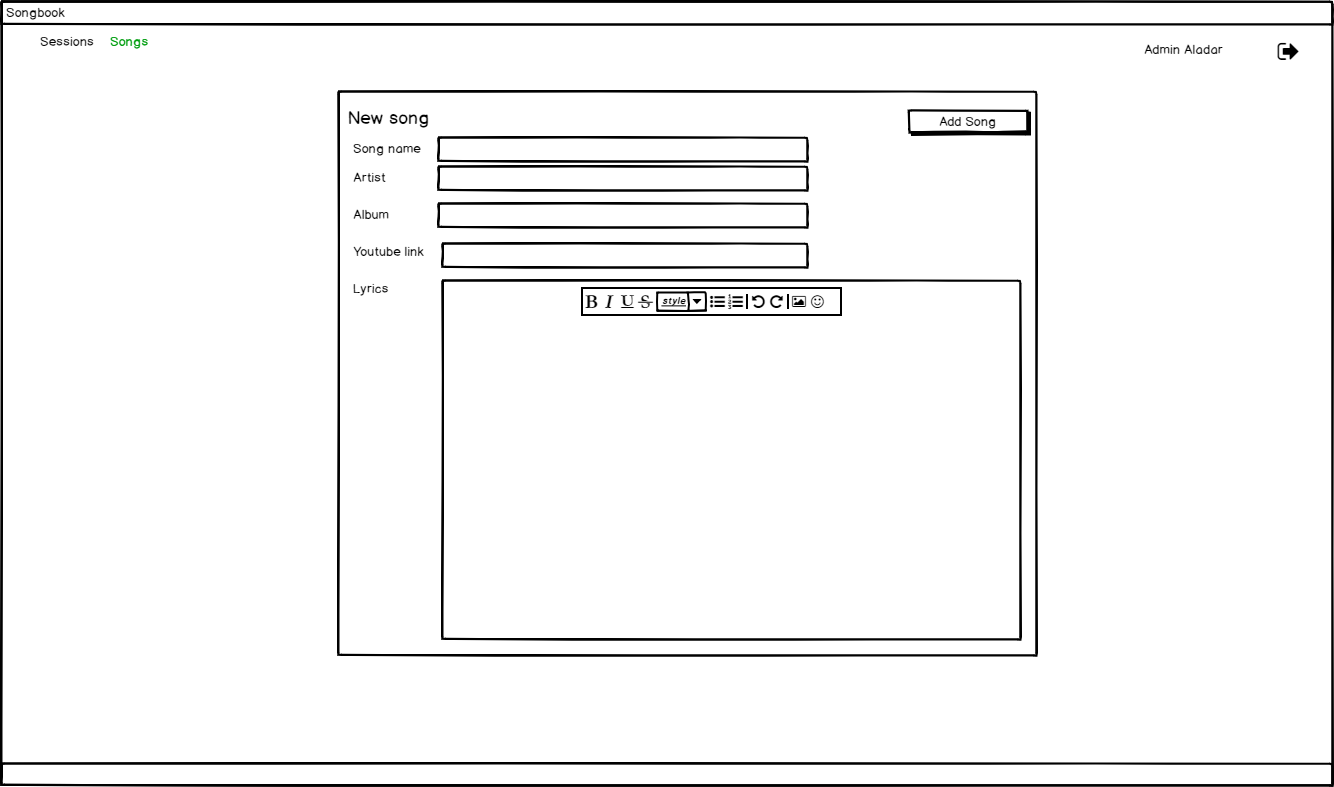 Songbook
Sessions Songs
Admin Aladar
New song
Add Song
Song name
Artist
Album
Youtube link
Lyrics
B I U S style